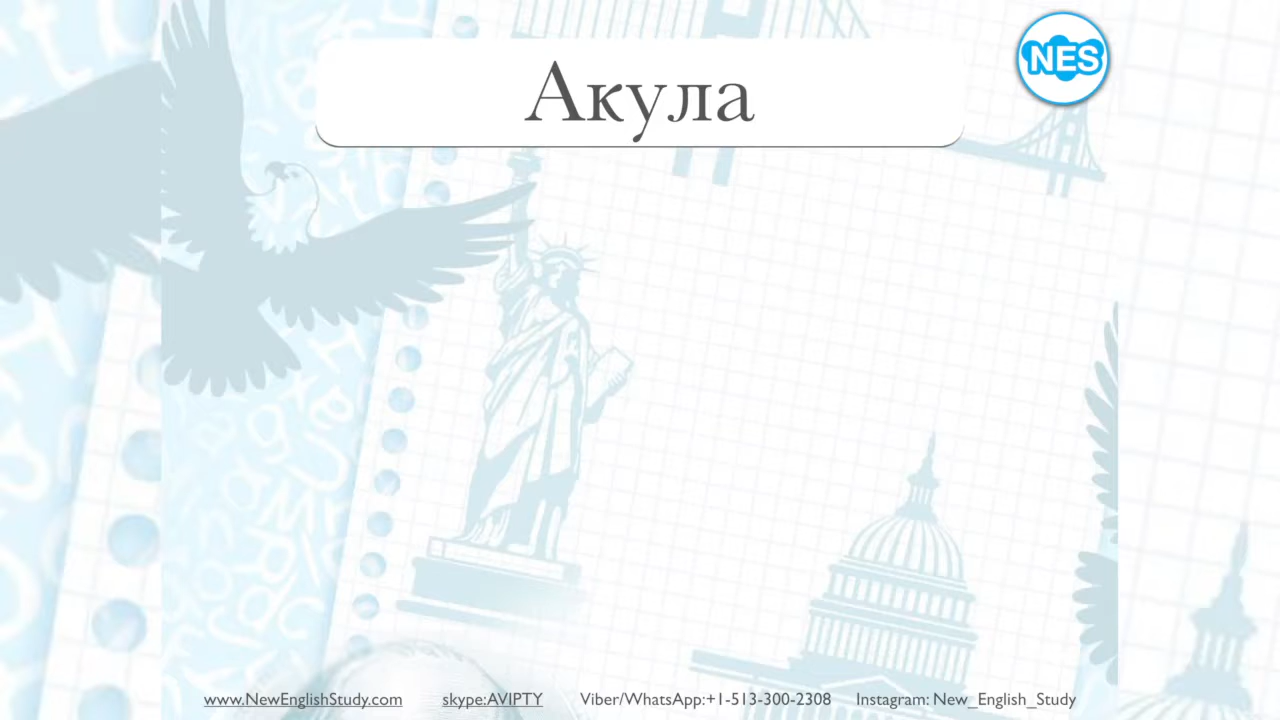 Акула
NES
www.NewEnglishStudy.com skype:AVIPTY Viber/WhatsApp:+1-513-300-2308 Instagram: New_English_Study